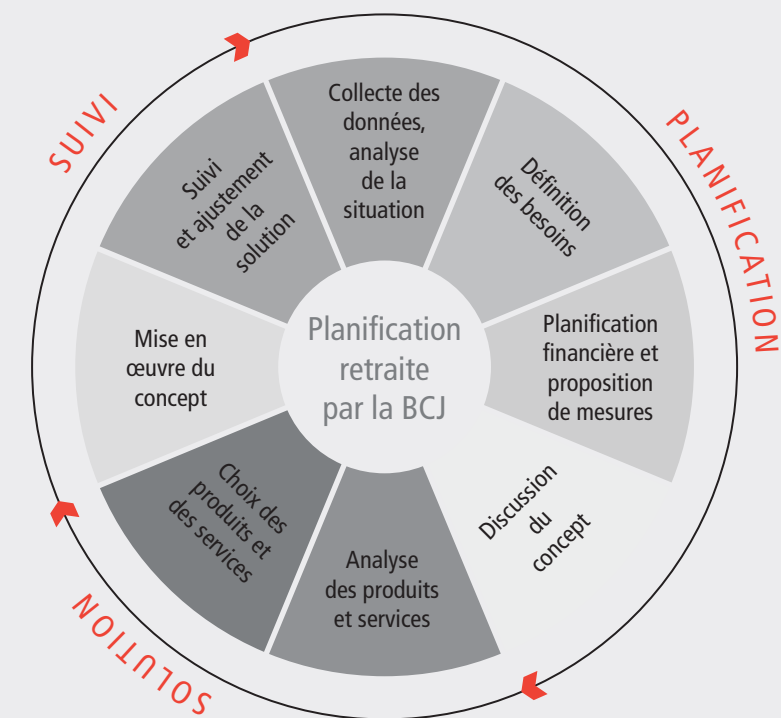 Planification
retraite
par la BCJ
PLANIFICATION
Collecte des
données,
analyse
de la
situation
Définition
des besoins
Planification
financière et
proposition
de mesures
Discussion
du
concept
SOLUTION
Analyse
des produits
et services
Choix des
produits et
des services
SUIVI
Mise en
œuvre du
concept
Suivi
et ajustement
de la
solution